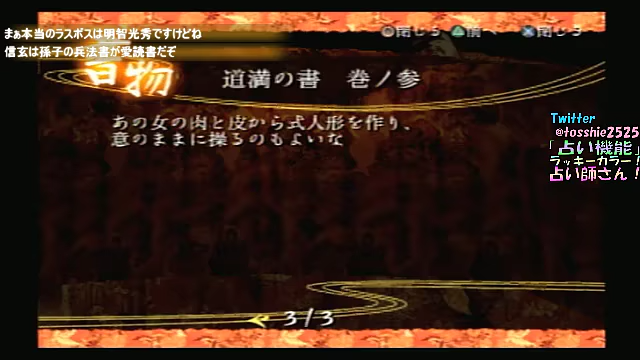 まぁ本当のラスボスは明智光秀ですけどね
信玄は孫子の兵法書が愛読書だぞ
閉じる △前へ ×閉じる
書物
道満の書 巻ノ参
あの女の肉と皮から式人形を作り、
意のままに操るのもよいな
Twitter
@tosshie2525
「占い機能」
ラッキーカラー!
占い師さん!
3/3